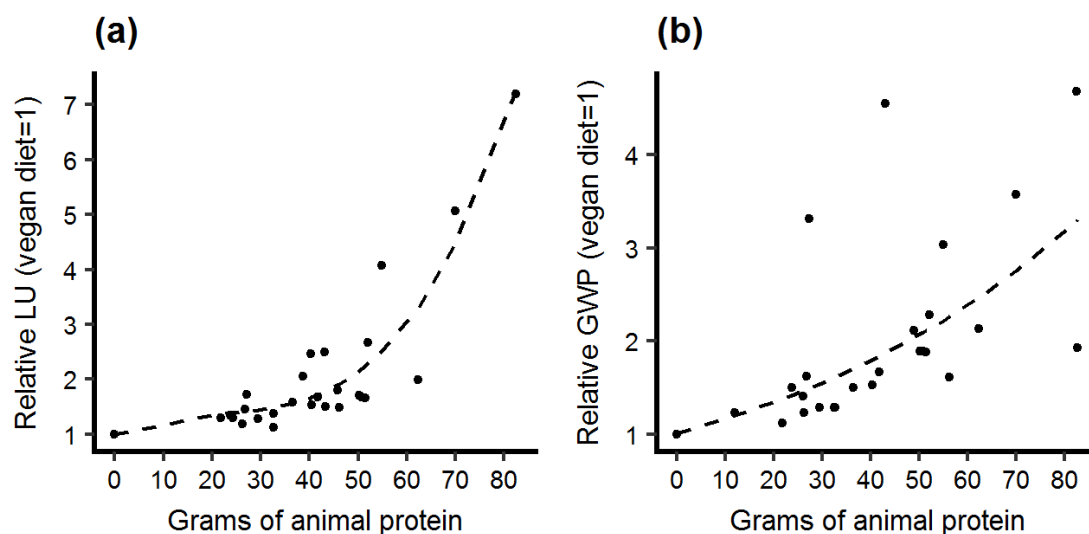 (a)
Relative LU (vegan diet=1)
7
6
5
4
3
2
1
0 10 20 30 40 50 60 70 80
Grams of animal protein
(b)
Relative GWP (vegan diet=1)
4
3
2
1
0 10 20 30 40 50 60 70 80
Grams of animal protein